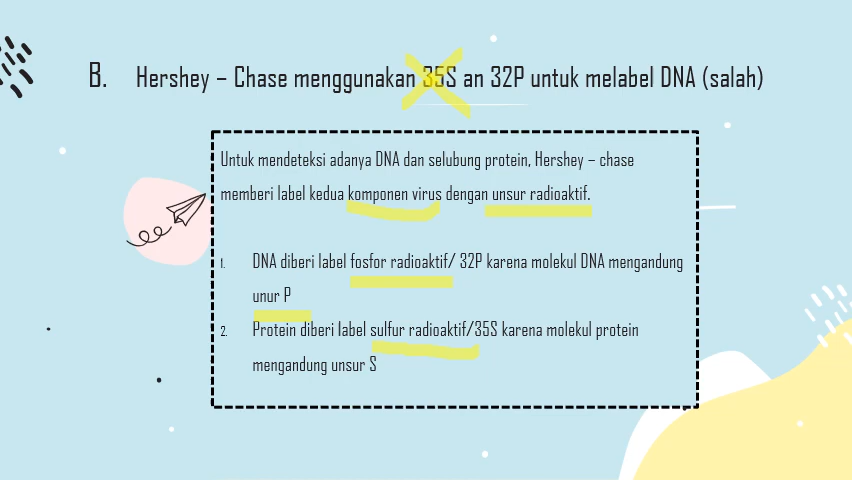 B. Hershey – Chase menggunakan 35S an 32P untuk melabel DNA (salah)
Untuk mendeteksi adanya DNA dan selubung protein, Hershey – chase
memberi label kedua komponen virus dengan unsur radioaktif.
1. DNA diberi label fosfor radioaktif/ 32P karena molekul DNA mengandung
unur P
2. Protein diberi label sulfur radioaktif/35S karena molekul protein
mengandung unsur S